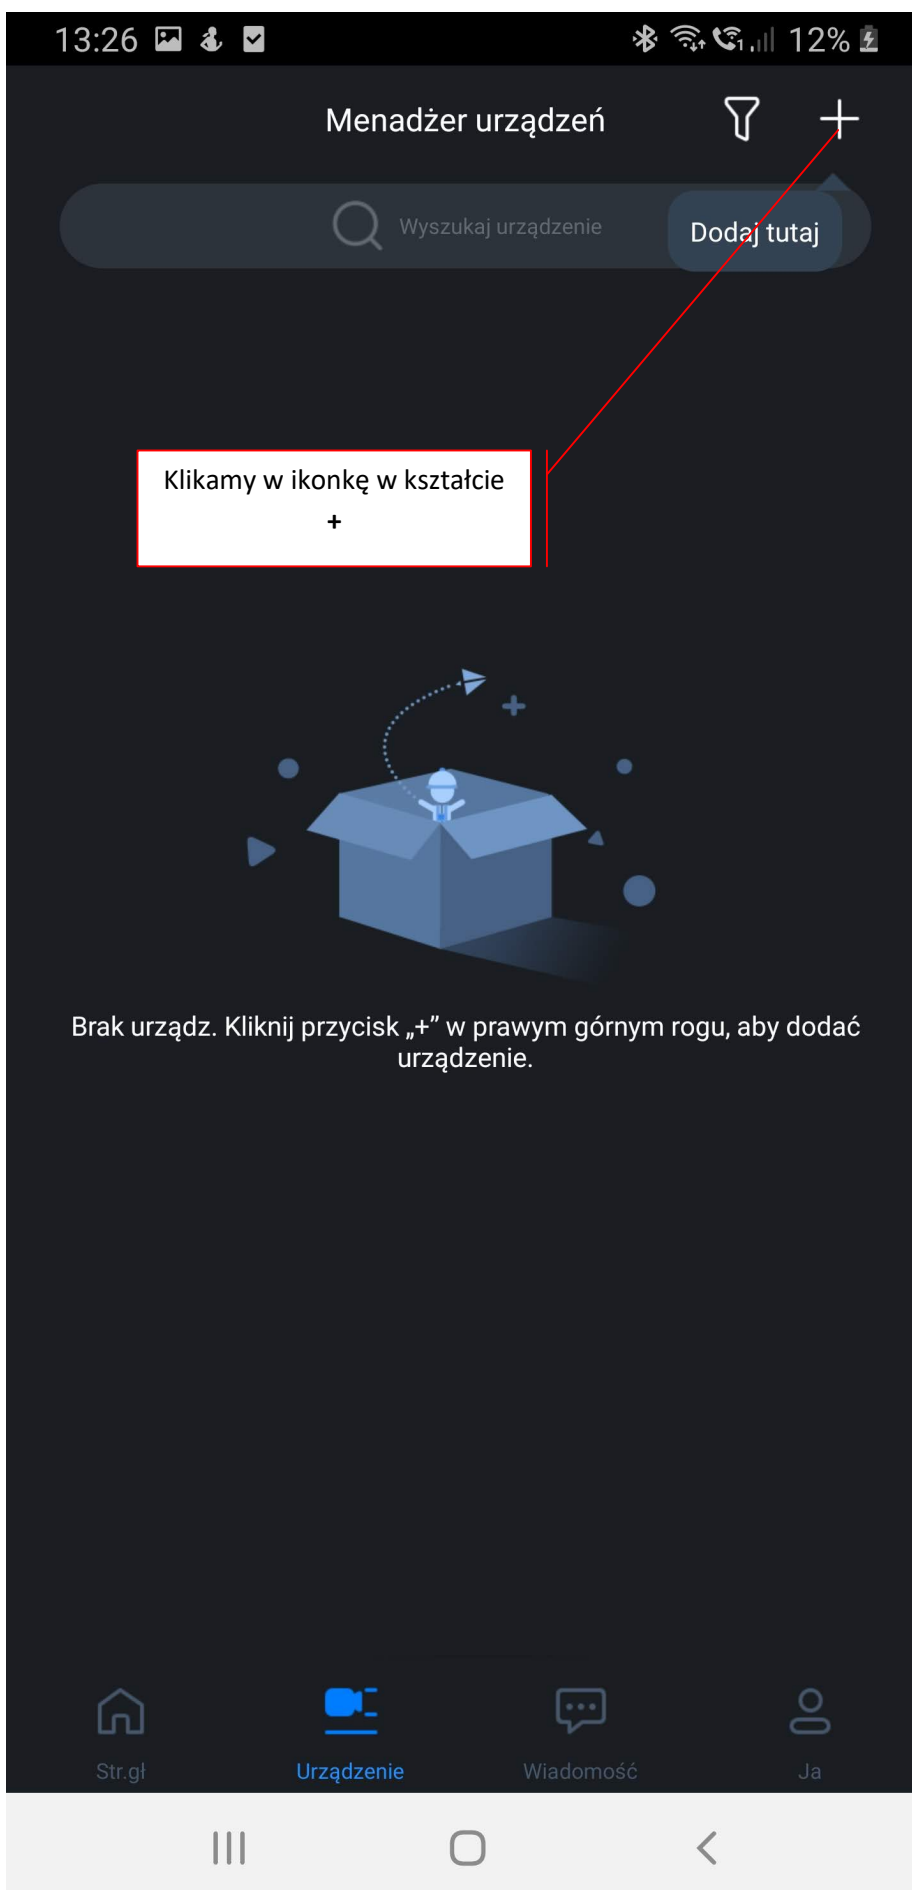 13:26 12%
Menadżer urządzeń
Wyszukaj urządzenie
Dodaj tutaj
Klikamy w ikonkę w kształcie
+
Brak urządz. Kliknij przycisk „+” w prawym górnym rogu, aby dodać
urządzenie.
Str.gł Urządzenie Wiadomość Ja